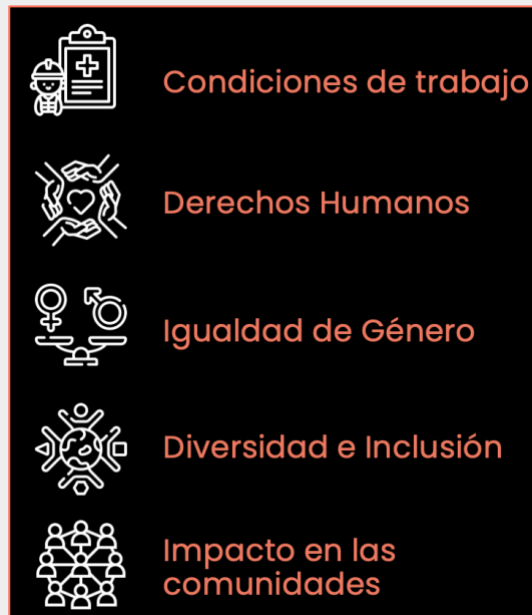 Condiciones de trabajo
Derechos Humanos
Igualdad de Género
Diversidad e Inclusión
Impacto en las
comunidades